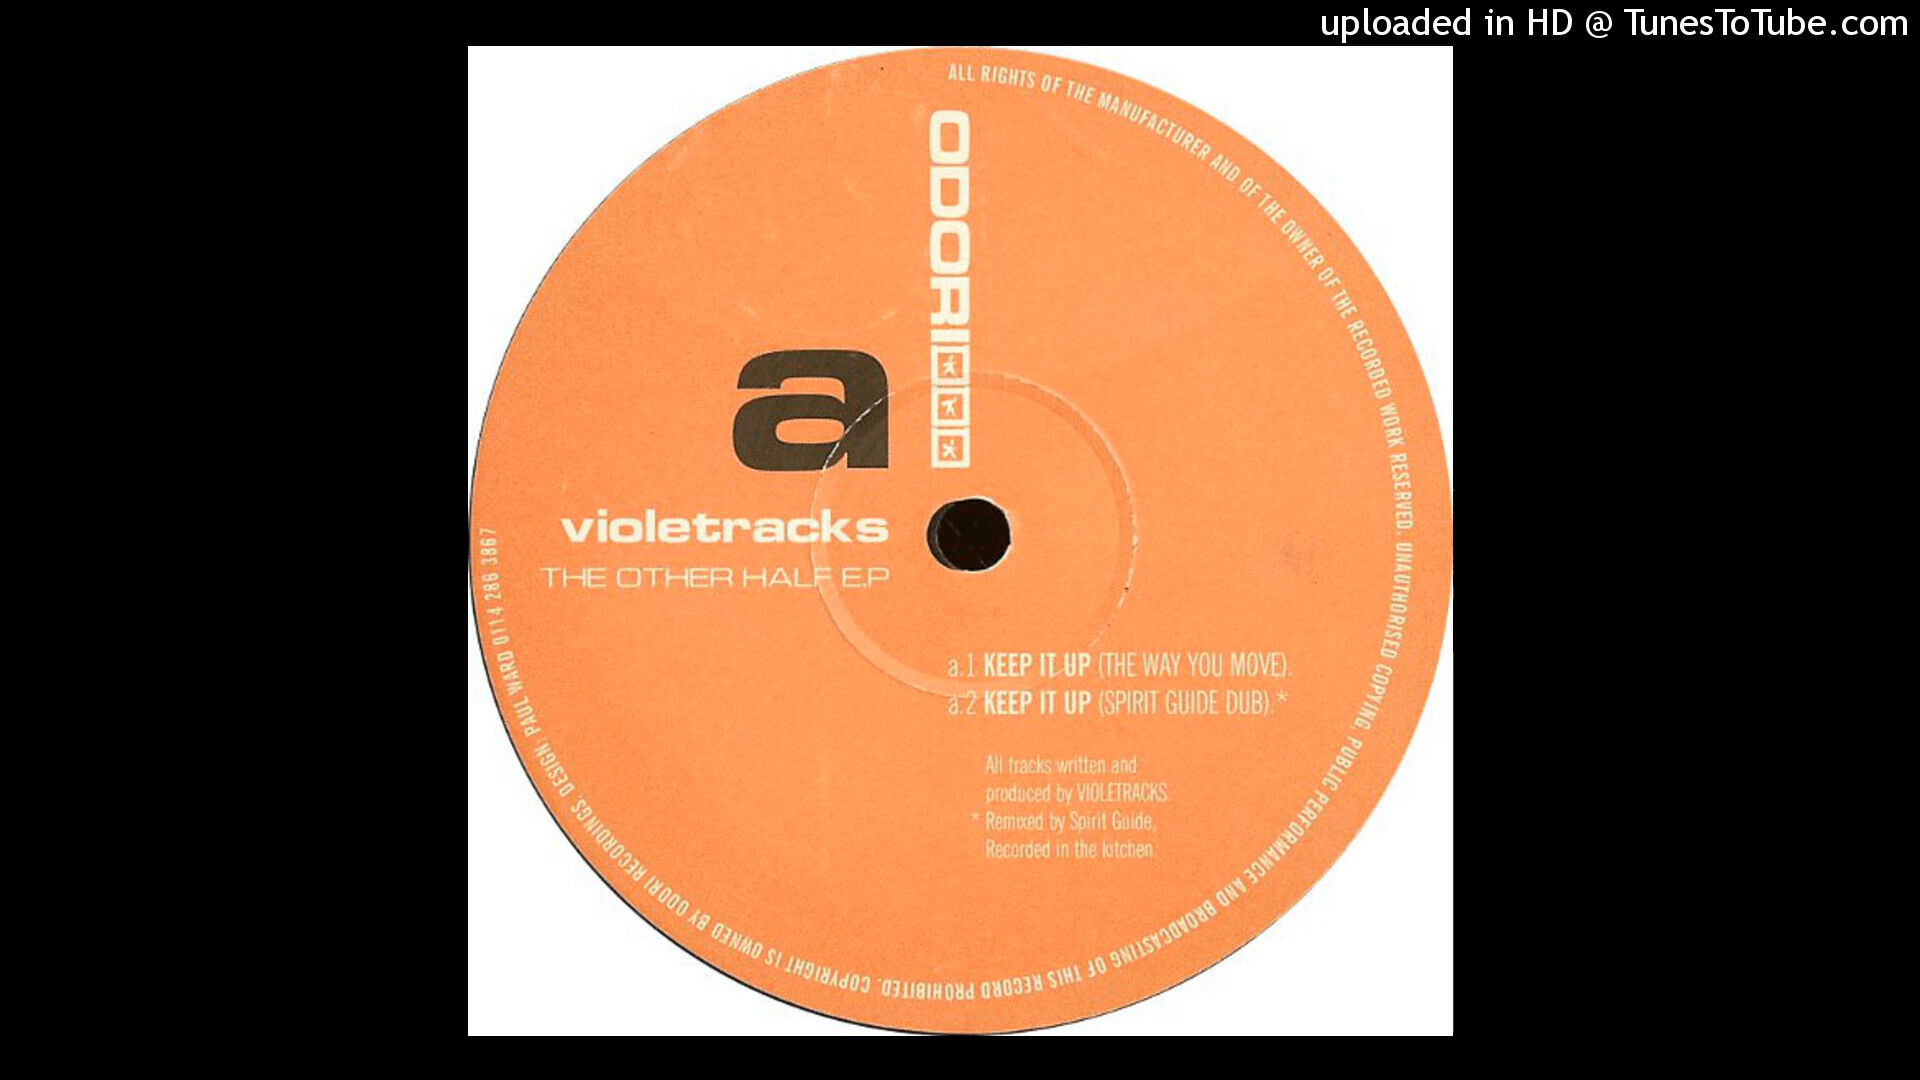 uploaded in HD @ TunesToTube.com
ALL RIGHTS OF THE MANUFACTURER AND OF THE OWNER OF THE RECORDED WORK RESERVED. UNAUTHORISED COPYING, PUBLIC PERFORMANCE AND BROADCASTING OF THIS RECORD PROHIBITED. COPYRIGHT IS OWNED BY ODORI RECORDINGS. DESIGN: PAUL WARD 0114 286 3867
ODORI
a
violetracks
THE OTHER HALF E.P
a.1 KEEP IT UP (THE WAY YOU MOVE).
a.2 KEEP IT UP (SPIRIT GUIDE DUB).*
All tracks written and
produced by VIOLETRACKS.
* Remixed by Spirit Guide,
Recorded in the kitchen.